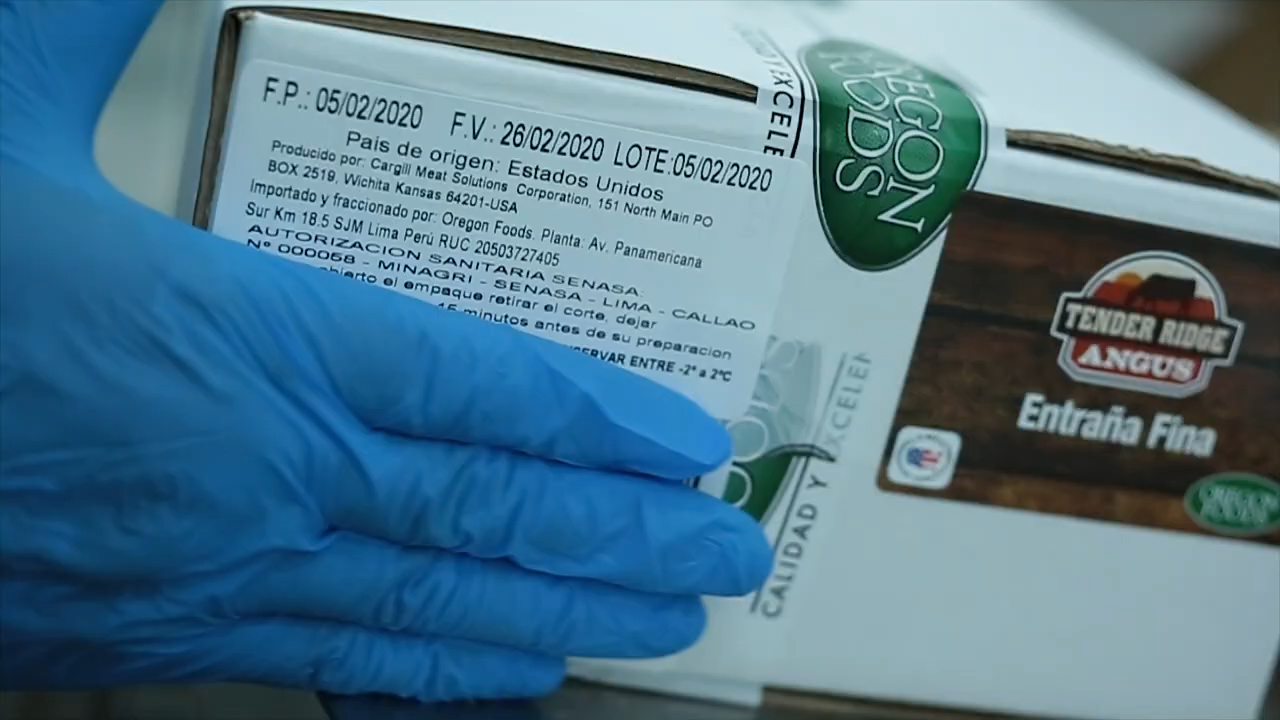 F.P.: 05/02/2020 F.V.: 26/02/2020 LOTE:05/02/2020
País de origen: Estados Unidos
Producido por: Cargill Meat Solutions Corporation, 151 North Main PO
BOX 2519, Wichita Kansas 64201-USA
Importado y fraccionado por: Oregon Foods. Planta: Av. Panamericana
Sur Km 18.5 SJM Lima Perú RUC 20503727405
AUTORIZACION SANITARIA SENASA
Nº 000058 - MINAGRI - SENASA - LIMA - CALLAO
el empaque retirar el corte, dejar
15 minutos antes de su preparacion
ENTRE -2° a 2°C
OREGON
FOODS
CALIDAD Y EXCELEN
TENDER RIDGE
ANGUS
Entraña Fina
OREGON
FOODS